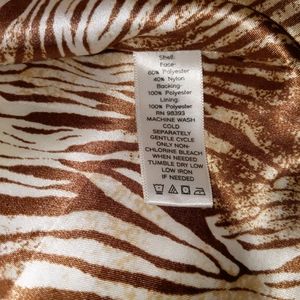 Shell:
Face:
60% Polyester
40% Nylon
Backing:
100% Polyester
Lining:
100% Polyester
RN 98393
MACHINE WASH
COLD
SEPARATELY
GENTLE CYCLE
ONLY NON-
CHLORINE BLEACH
WHEN NEEDED
TUMBLE DRY LOW
LOW IRON
IF NEEDED